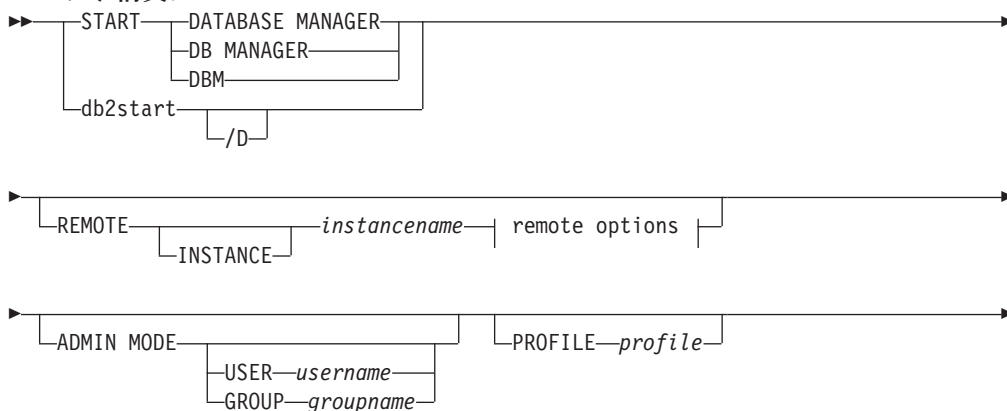 START DATABASE MANAGER
DB MANAGER
DBM
db2start
/D
REMOTE instancename remote options
INSTANCE
ADMIN MODE PROFILE profile
USER username
GROUP groupname